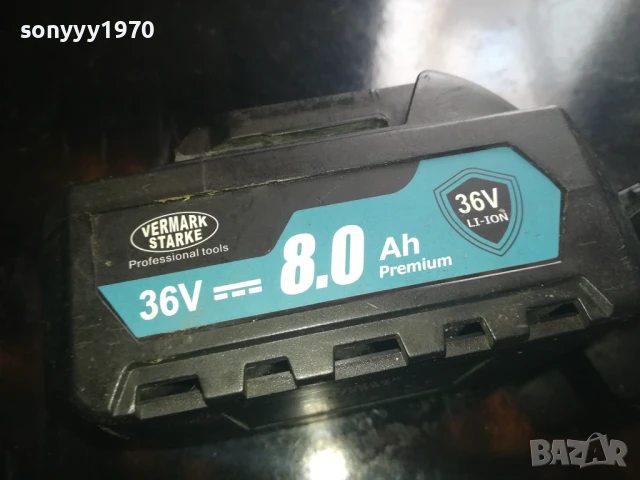 sonyyy1970
VERMARK
STARKE
Professional tools
36V
8.0 Ah
Premium
36V
LI-ION
BAZAR